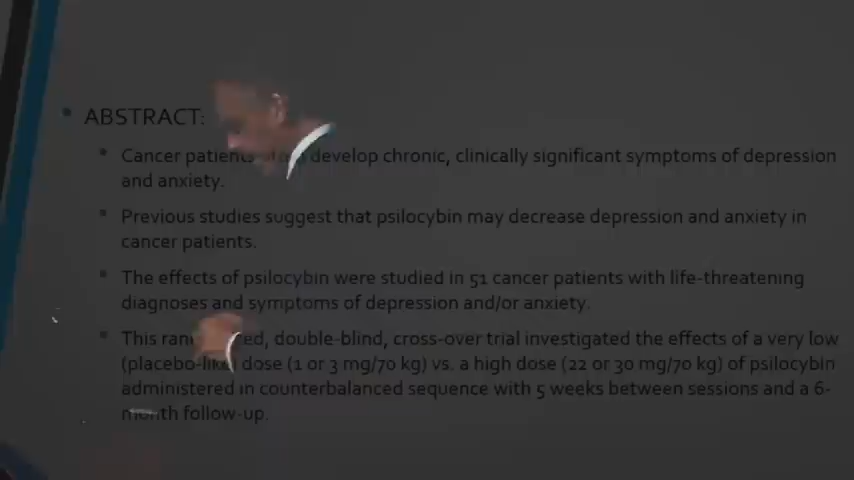 ABSTRACT:
Cancer patients develop chronic, clinically significant symptoms of depression
and anxiety.
Previous studies suggest that psilocybin may decrease depression and anxiety in
cancer patients.
The effects of psilocybin were studied in 51 cancer patients with life-threatening
diagnoses and symptoms of depression and/or anxiety.
This double-blind, cross-over trial investigated the effects of a very low
(placebo-like) dose (1 or 3 mg/70 kg) vs. a high dose (22 or 30 mg/70 kg) of psilocybin
administered in counterbalanced sequence with 5 weeks between sessions and a 6-
month follow-up.